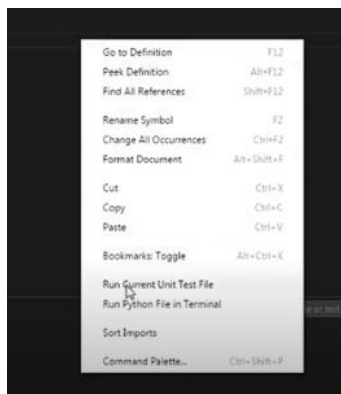 Go to Definition F12
Peek Definition Alt+F12
Find All References Shift+F12
Rename Symbol F2
Change All Occurrences Ctrl+F2
Format Document Alt+Shift+F
Cut Ctrl+X
Copy Ctrl+C
Paste Ctrl+V
Bookmarks: Toggle Alt+Ctrl+K
Run Current Unit Test File
Run Python File in Terminal
or test
Sort Imports
Command Palette... Ctrl+Shift+P